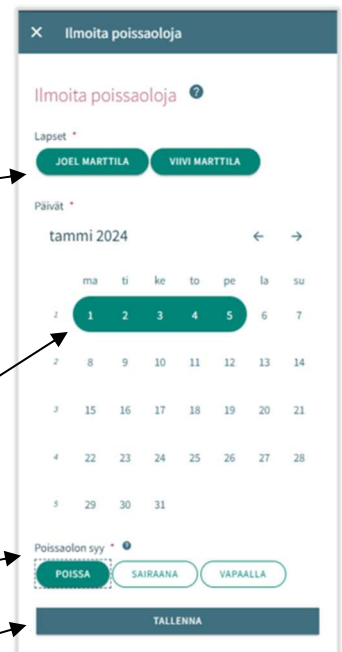 × Ilmoita poissaoloja
Ilmoita poissaoloja ?
Lapset *
JOEL MARTTILA VIIVI MARTTILA
Päivät *
tammi 2024 ← →
ma ti ke to pe la su
1 1 2 3 4 5 6 7
2 8 9 10 11 12 13 14
3 15 16 17 18 19 20 21
4 22 23 24 25 26 27 28
5 29 30 31
Poissaolon syy * ?
POISSA SAIRAANA VAPAALLA
TALLENNA